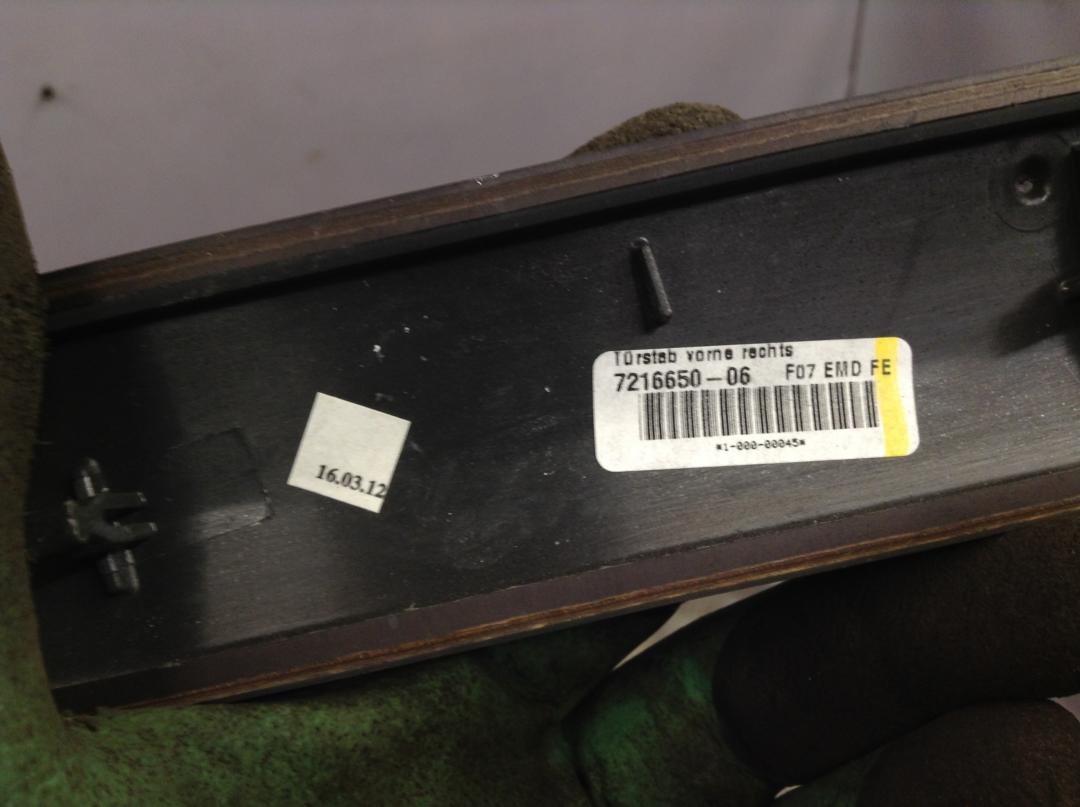 Türstab vorne rechts
7216650-06 F07 EMD FE
*1-000-00045*
16.03.12